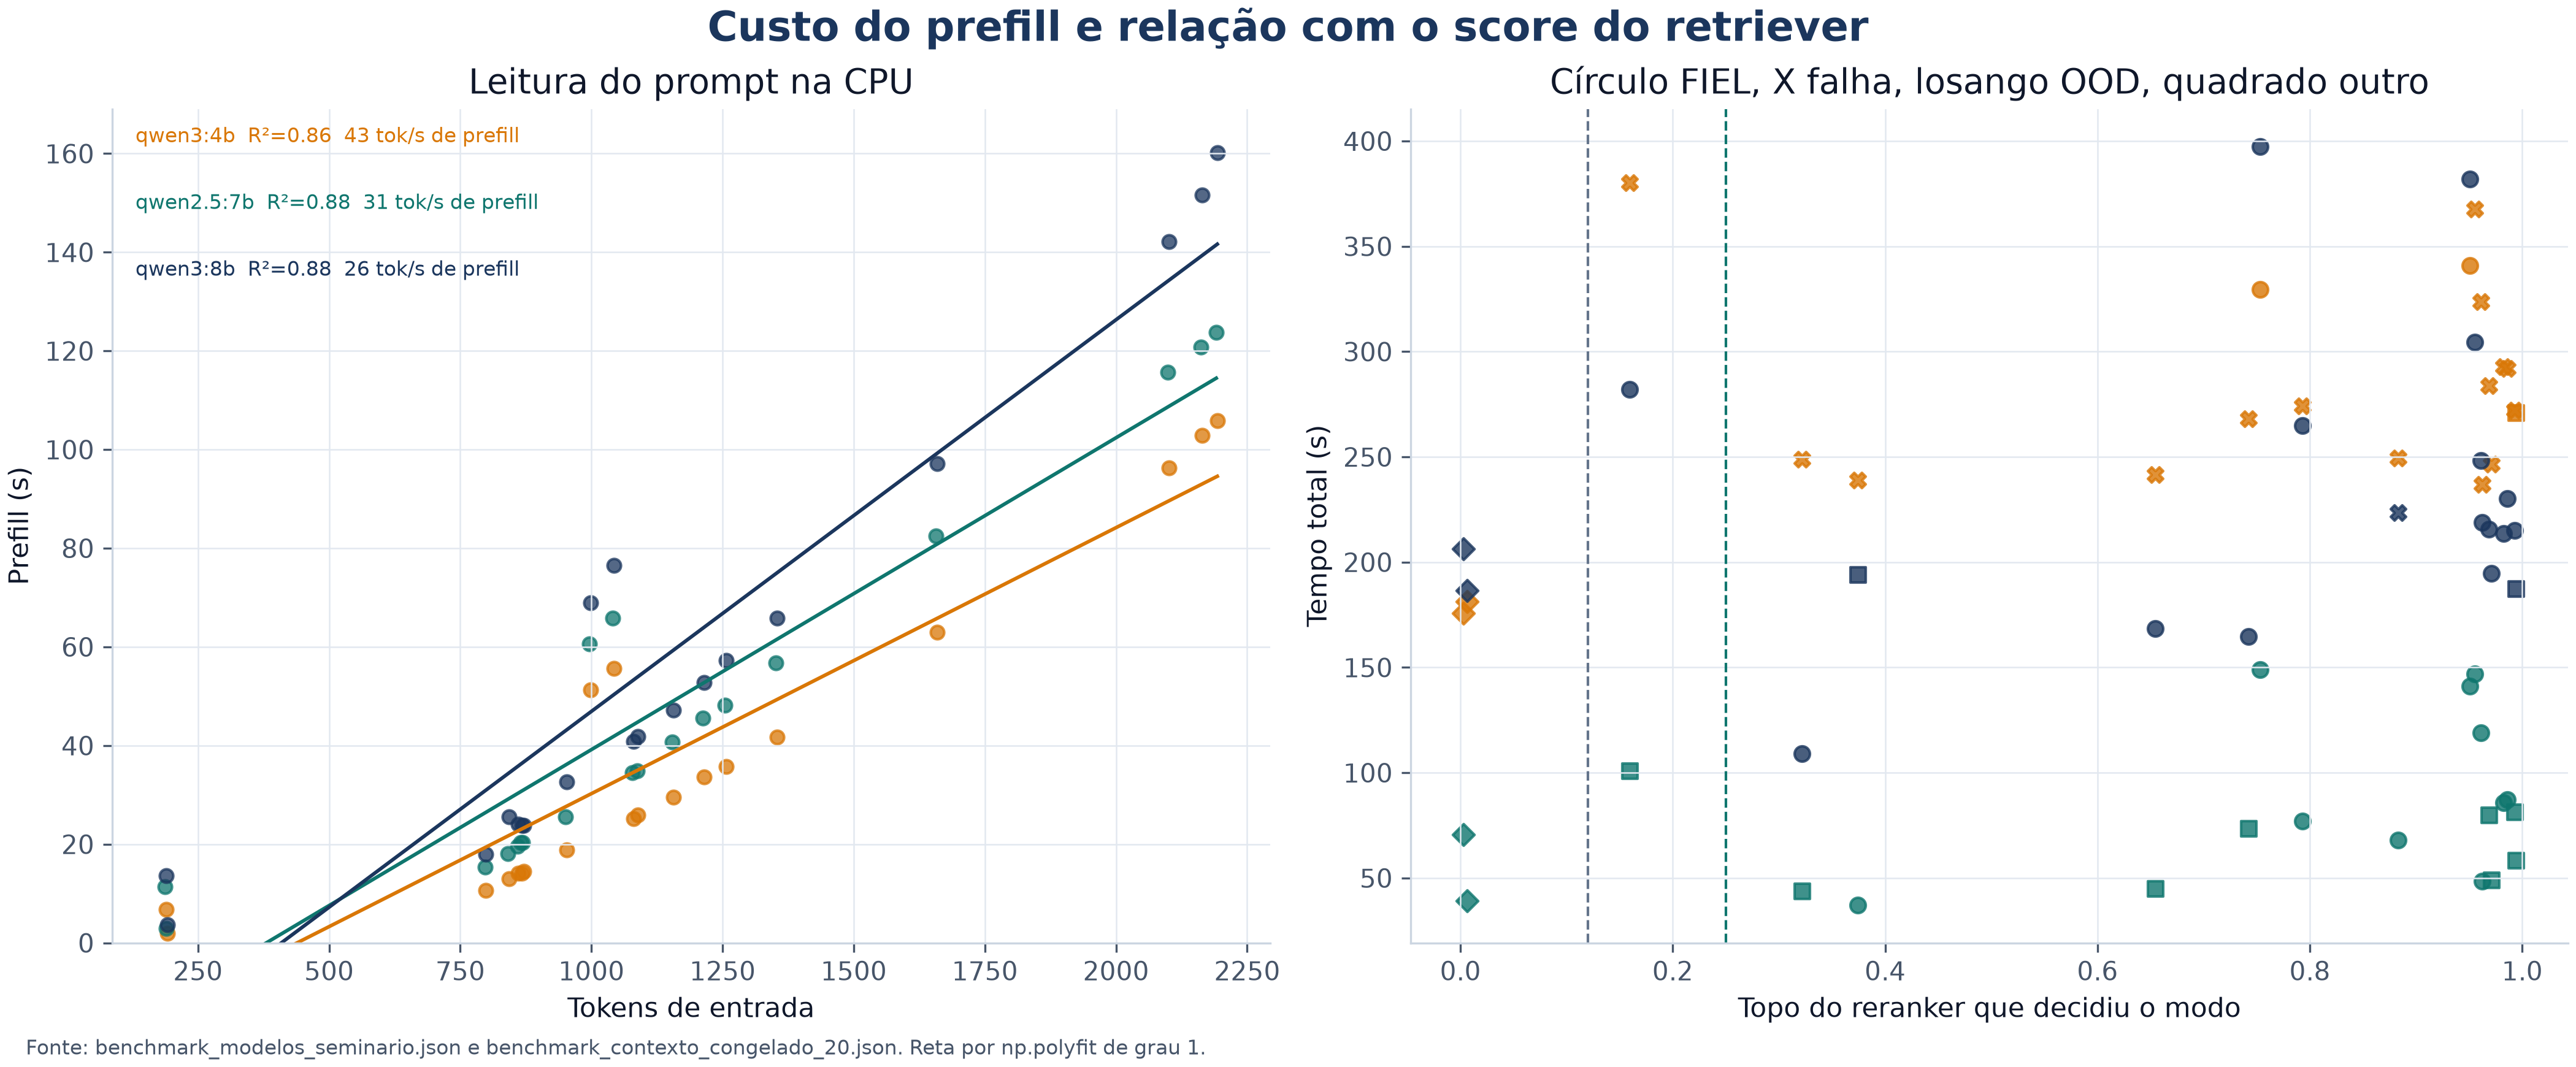 Custo do prefill e relação com o score do retriever
Leitura do prompt na CPU
qwen3:4b R²=0.86 43 tok/s de prefill
qwen2.5:7b R²=0.88 31 tok/s de prefill
qwen3:8b R²=0.88 26 tok/s de prefill
Prefill (s)
160
140
120
100
80
60
40
20
0
250 500 750 1000 1250 1500 1750 2000 2250
Tokens de entrada
Círculo FIEL, X falha, losango OOD, quadrado outro
Tempo total (s)
400
350
300
250
200
150
100
50
0.0 0.2 0.4 0.6 0.8 1.0
Topo do reranker que decidiu o modo
Fonte: benchmark_modelos_seminario.json e benchmark_contexto_congelado_20.json. Reta por np.polyfit de grau 1.